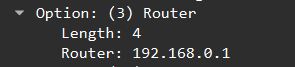 Option: (3) Router
Length: 4
Router: 192.168.0.1